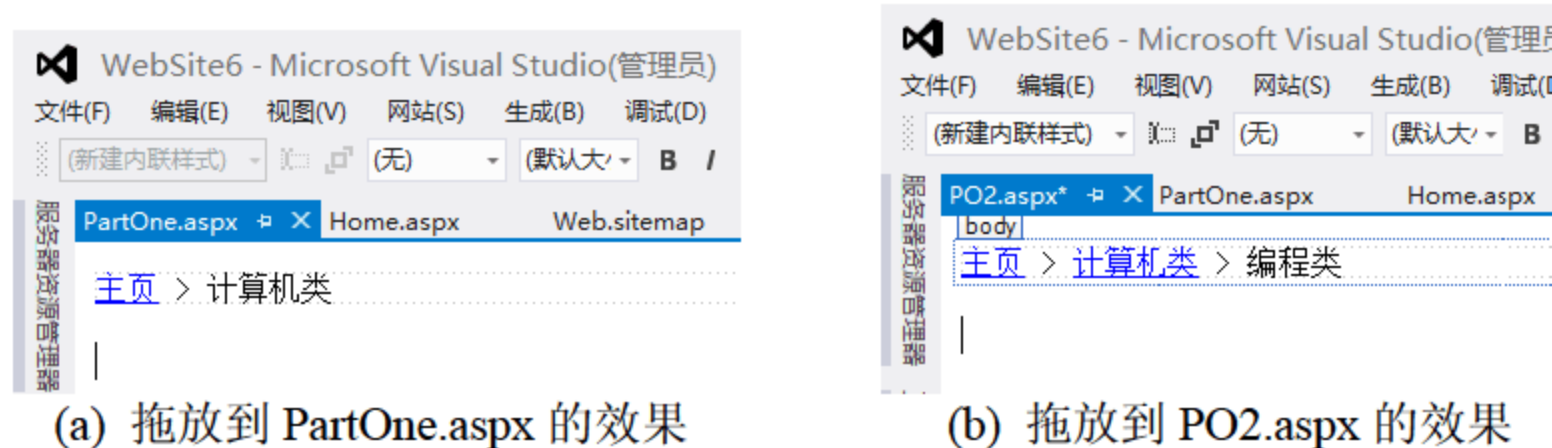 WebSite6 - Microsoft Visual Studio(管理员)
文件(F) 编辑(E) 视图(V) 网站(S) 生成(B) 调试(D)
(新建内联样式) (无) (默认大 B I
服务器资源管理器
PartOne.aspx Home.aspx Web.sitemap
主页 > 计算机类
(a) 拖放到 PartOne.aspx 的效果
WebSite6 - Microsoft Visual Studio(管理员
文件(F) 编辑(E) 视图(V) 网站(S) 生成(B) 调试(D
(新建内联样式) (无) (默认大 B
服务器资源管理器
PO2.aspx* PartOne.aspx Home.aspx
body
主页 > 计算机类 > 编程类
(b) 拖放到 PO2.aspx 的效果